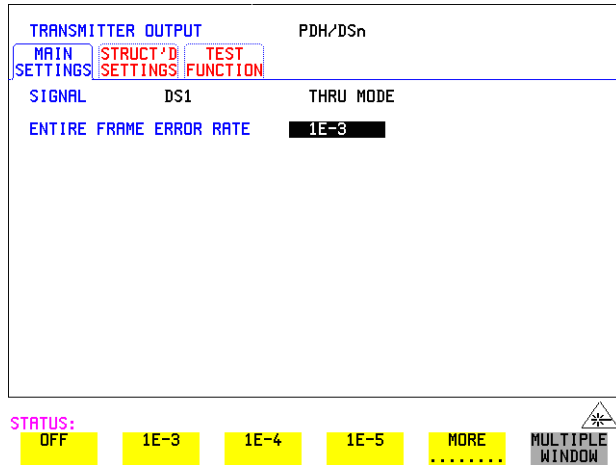 TRANSMITTER OUTPUT PDH/DSn
MAIN SETTINGS STRUCT'D SETTINGS TEST FUNCTION
SIGNAL DS1 THRU MODE
ENTIRE FRAME ERROR RATE 1E-3
STATUS:
OFF 1E-3 1E-4 1E-5 MORE ........ MULTIPLE WINDOW